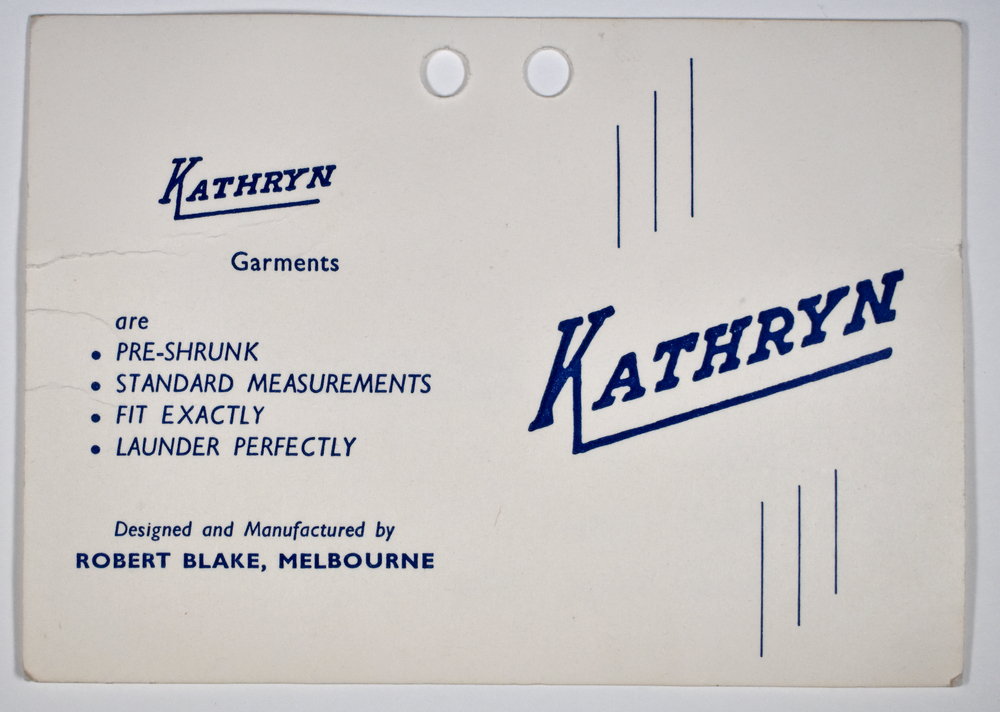 KATHRYN
Garments
are
• PRE-SHRUNK
• STANDARD MEASUREMENTS
• FIT EXACTLY
• LAUNDER PERFECTLY
Designed and Manufactured by
ROBERT BLAKE, MELBOURNE
KATHRYN